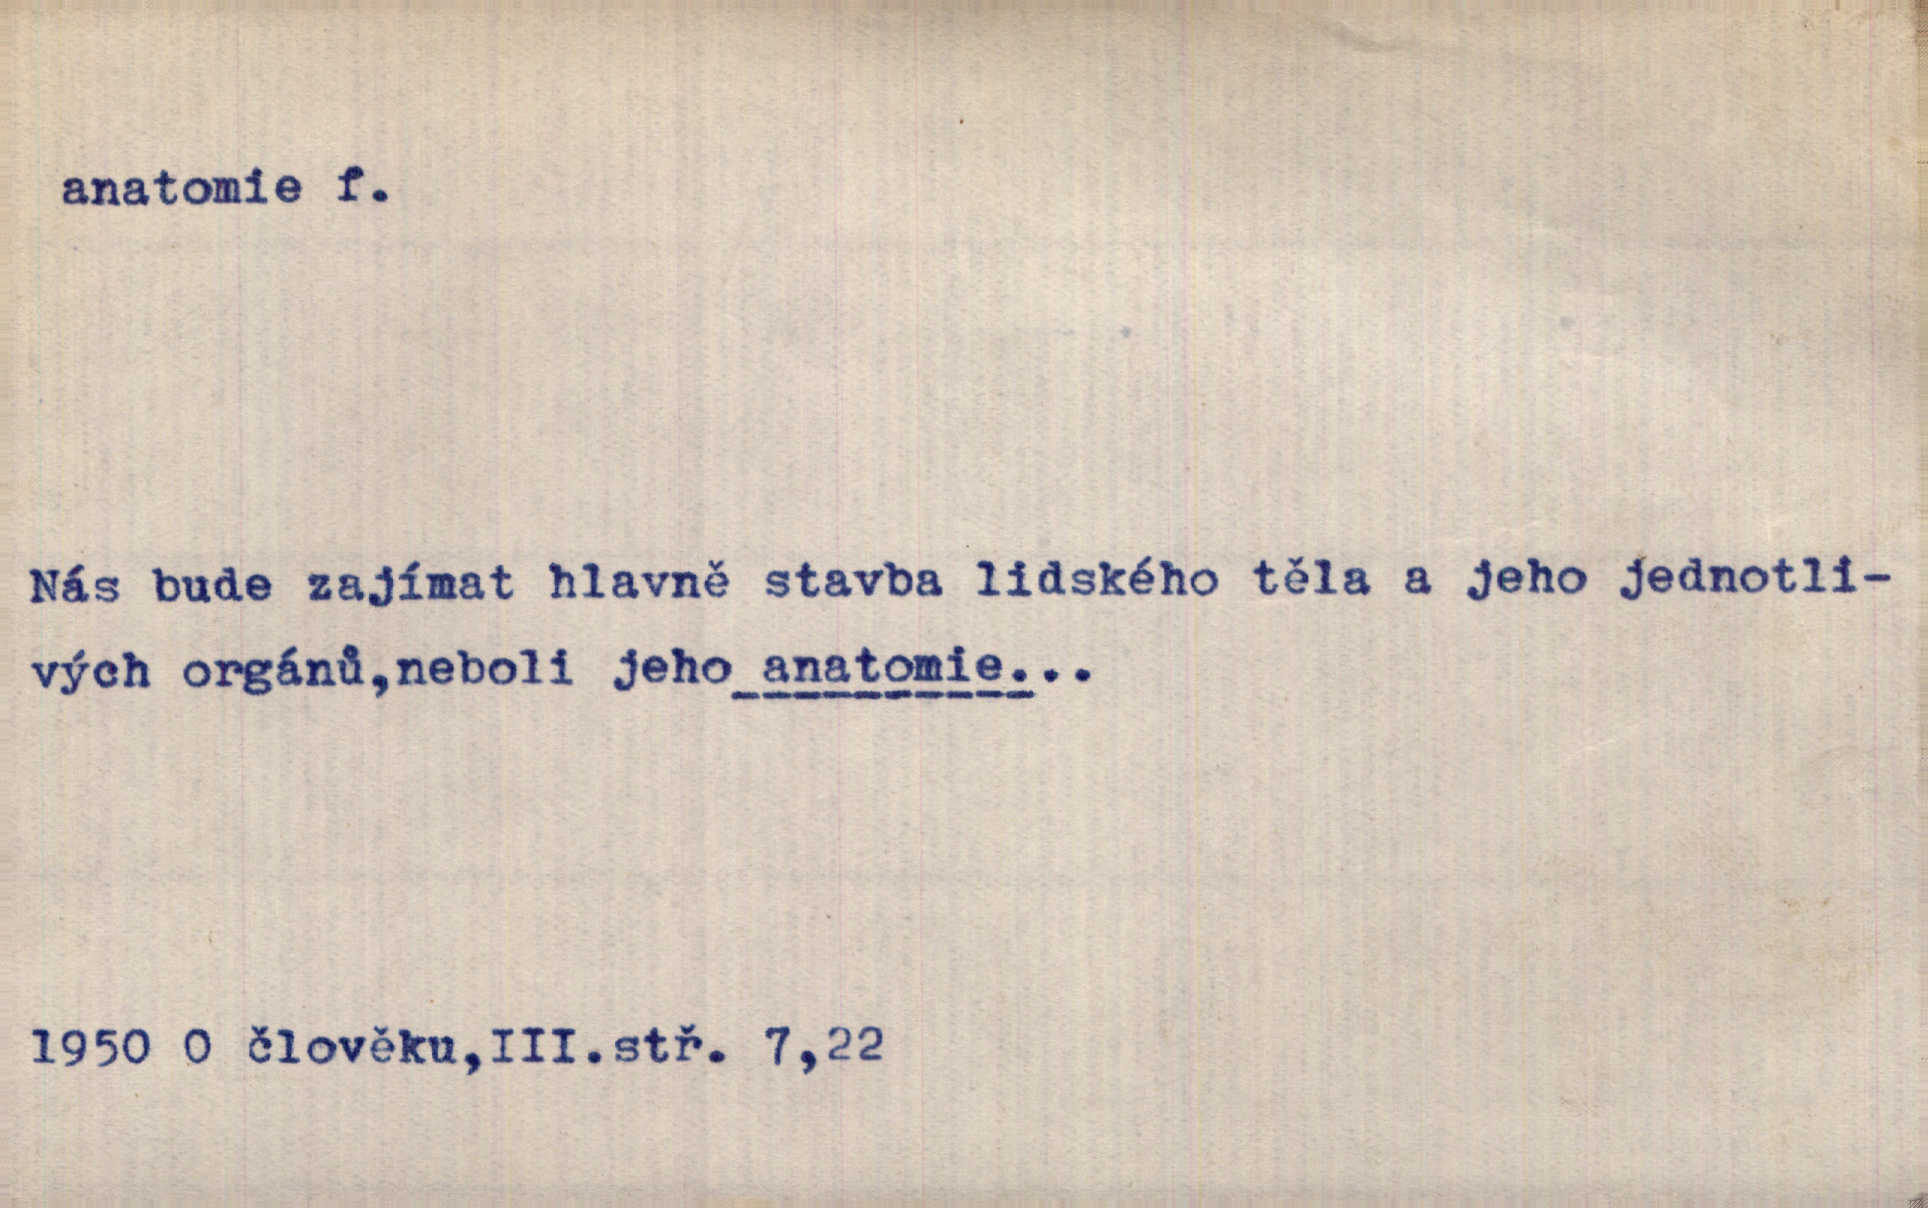 anatomie f.
Nás bude zajímat hlavně stavba lidského těla a jeho jednotli-
vých orgánů,neboli jeho anatomie...
1950 O člověku,III.stř. 7,22